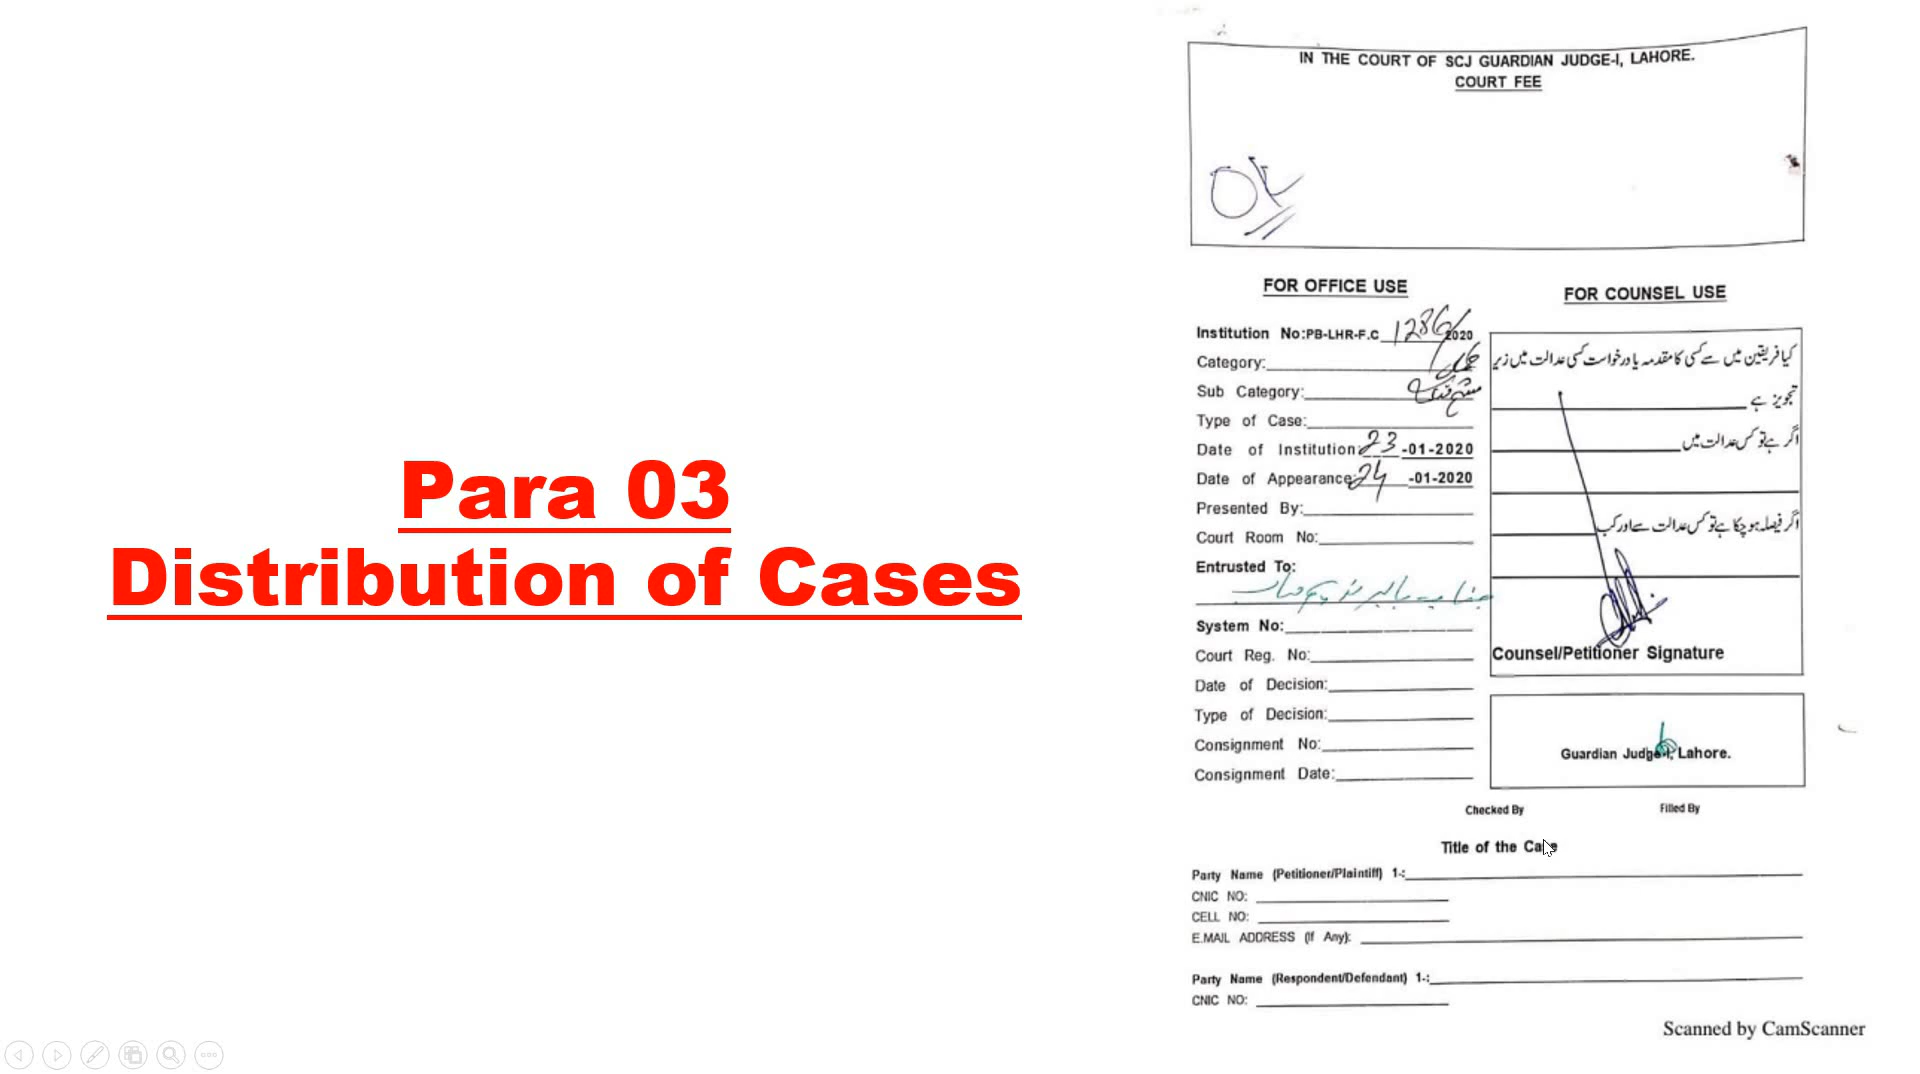 Para 03
Distribution of Cases
IN THE COURT OF SCJ GUARDIAN JUDGE-I, LAHORE.
COURT FEE
OK
FOR OFFICE USE
Institution No:PB-LHR-F.C 1286/2020
Category:
Sub Category:
Type of Case:
Date of Institution: 23-01-2020
Date of Appearance: 24-01-2020
Presented By:
Court Room No:
Entrusted To:
System No:
Court Reg. No:
Date of Decision:
Type of Decision:
Consignment No:
Consignment Date:
FOR COUNSEL USE
کیا فریقین میں سے کسی کا مقدمہ یا درخواست کسی عدالت میں زیر
تجویز ہے
اگر ہے تو کس عدالت میں
اگر فیصلہ ہو چکا ہے تو کس عدالت سے اور کب
Counsel/Petitioner Signature
Guardian Judge-I, Lahore.
Checked By Filled By
Title of the Case
Party Name (Petitioner/Plaintiff) 1-:
CNIC NO:
CELL NO:
E.MAIL ADDRESS (If Any):
Party Name (Respondent/Defendant) 1-:
CNIC NO:
Scanned by CamScanner